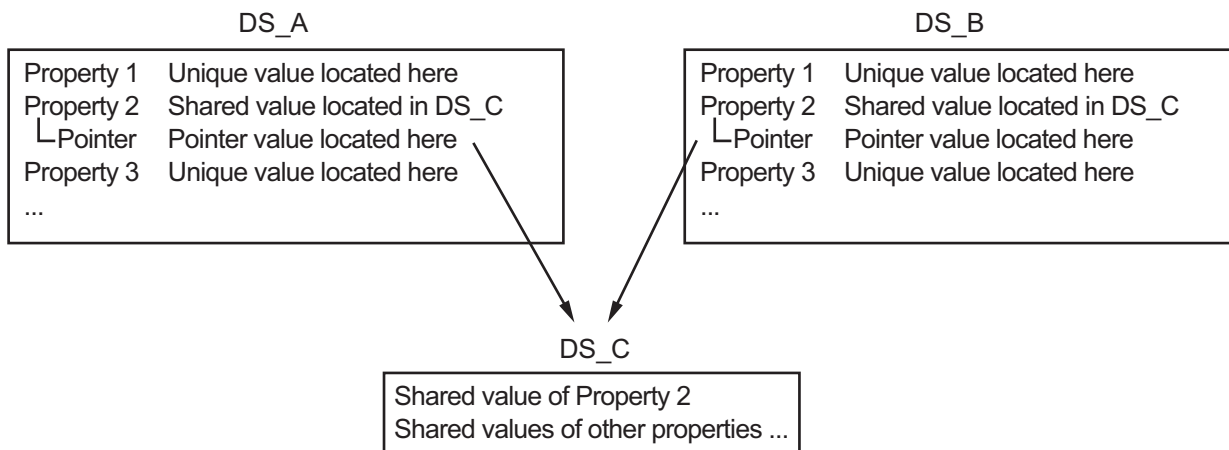 DS_A
Property 1 Unique value located here
Property 2 Shared value located in DS_C
Pointer Pointer value located here
Property 3 Unique value located here
...
DS_B
Property 1 Unique value located here
Property 2 Shared value located in DS_C
Pointer Pointer value located here
Property 3 Unique value located here
...
DS_C
Shared value of Property 2
Shared values of other properties ...